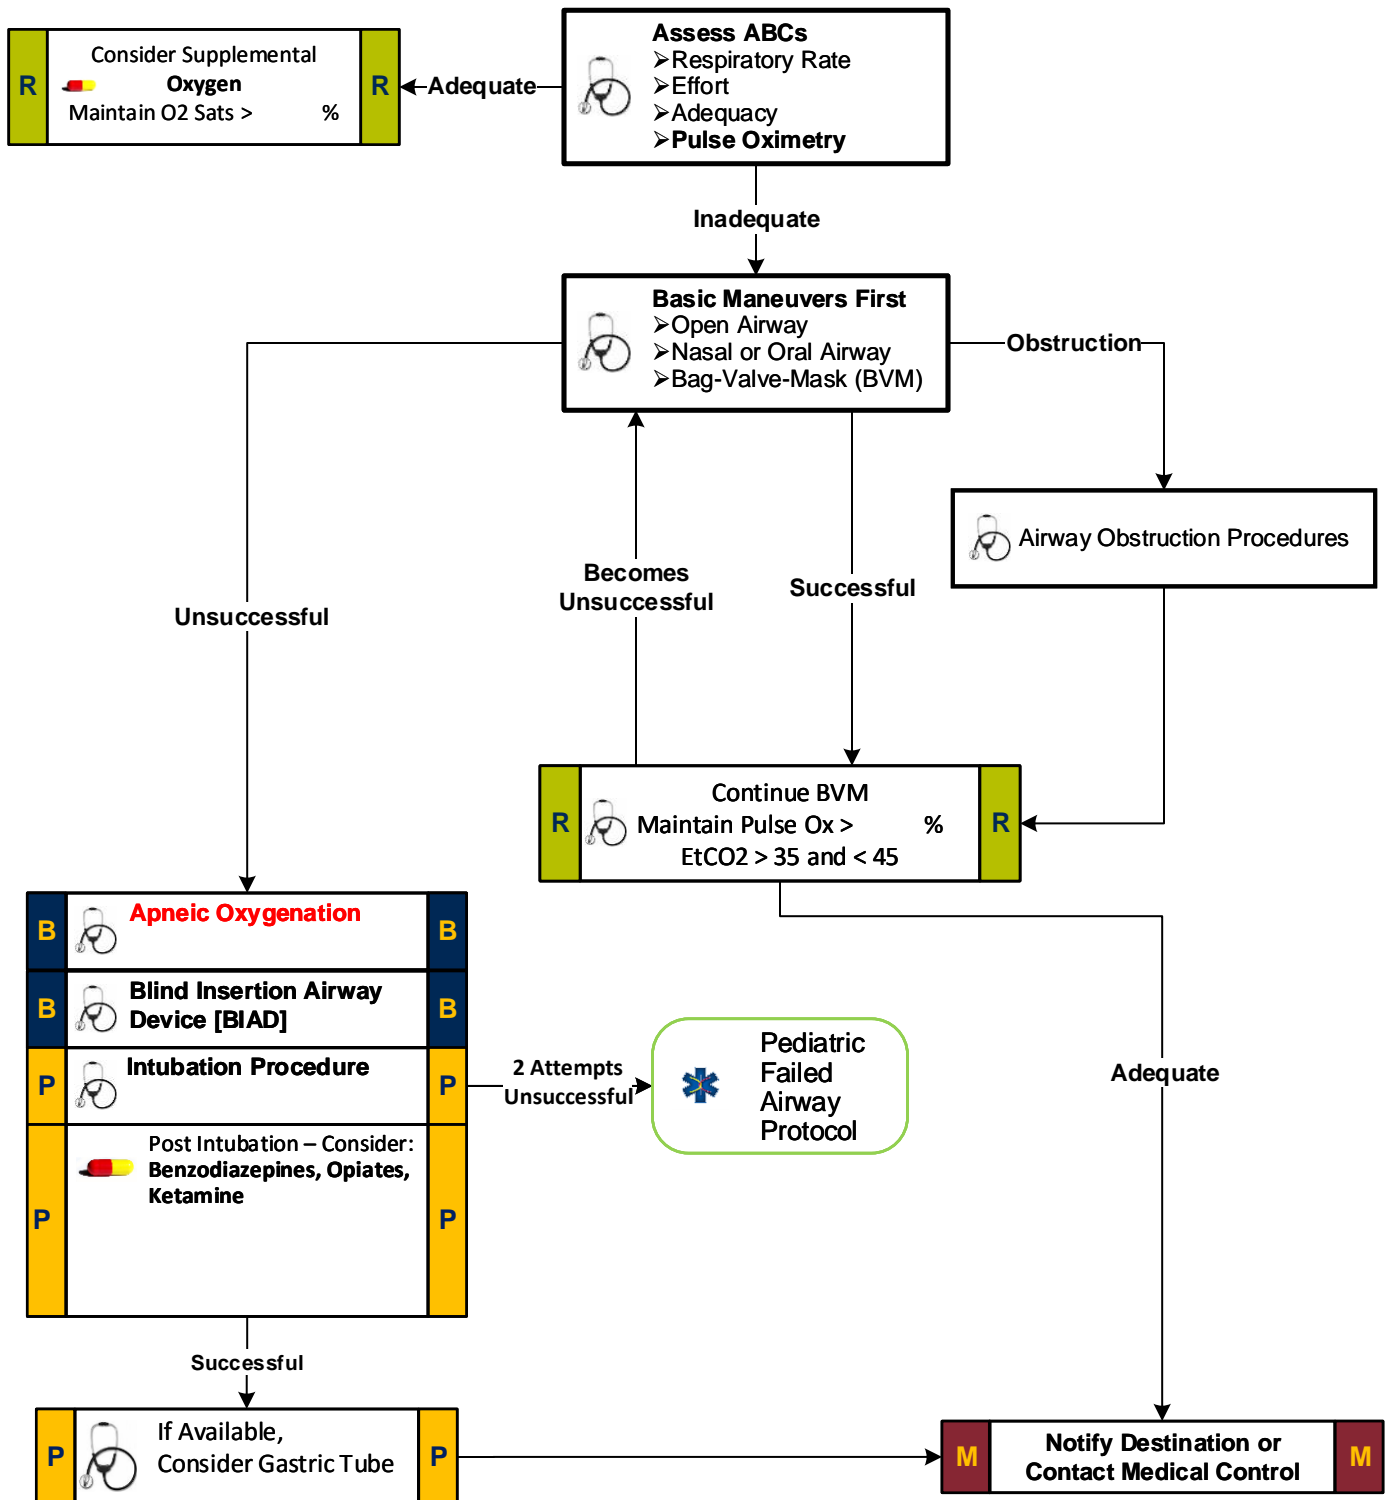 Consider Supplemental
Oxygen
Maintain O2 Sats > %
R
R
Adequate
Assess ABCs
➢Respiratory Rate
➢Effort
➢Adequacy
➢Pulse Oximetry
Inadequate
Basic Maneuvers First
➢Open Airway
➢Nasal or Oral Airway
➢Bag-Valve-Mask (BVM)
Obstruction
Airway Obstruction Procedures
Becomes
Unsuccessful
Successful
Unsuccessful
R
Continue BVM
Maintain Pulse Ox > %
EtCO2 > 35 and < 45
R
B
Apneic Oxygenation
B
B
Blind Insertion Airway
Device [BIAD]
B
P
Intubation Procedure
P
2 Attempts
Unsuccessful
Pediatric
Failed
Airway
Protocol
Adequate
P
Post Intubation – Consider:
Benzodiazepines, Opiates,
Ketamine
P
Successful
P
If Available,
Consider Gastric Tube
P
M
Notify Destination or
Contact Medical Control
M